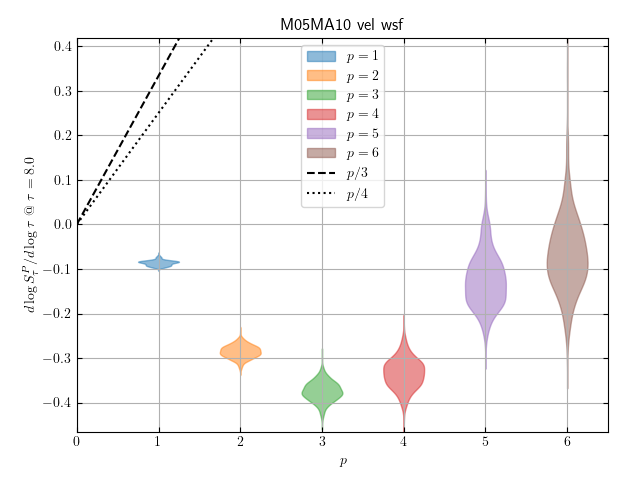 M05MA10 vel wsf
d log S_τ^P / d log τ @ τ = 8.0
0.4
0.3
0.2
0.1
0.0
−0.1
−0.2
−0.3
−0.4
p = 1
p = 2
p = 3
p = 4
p = 5
p = 6
p/3
p/4
0 1 2 3 4 5 6
p